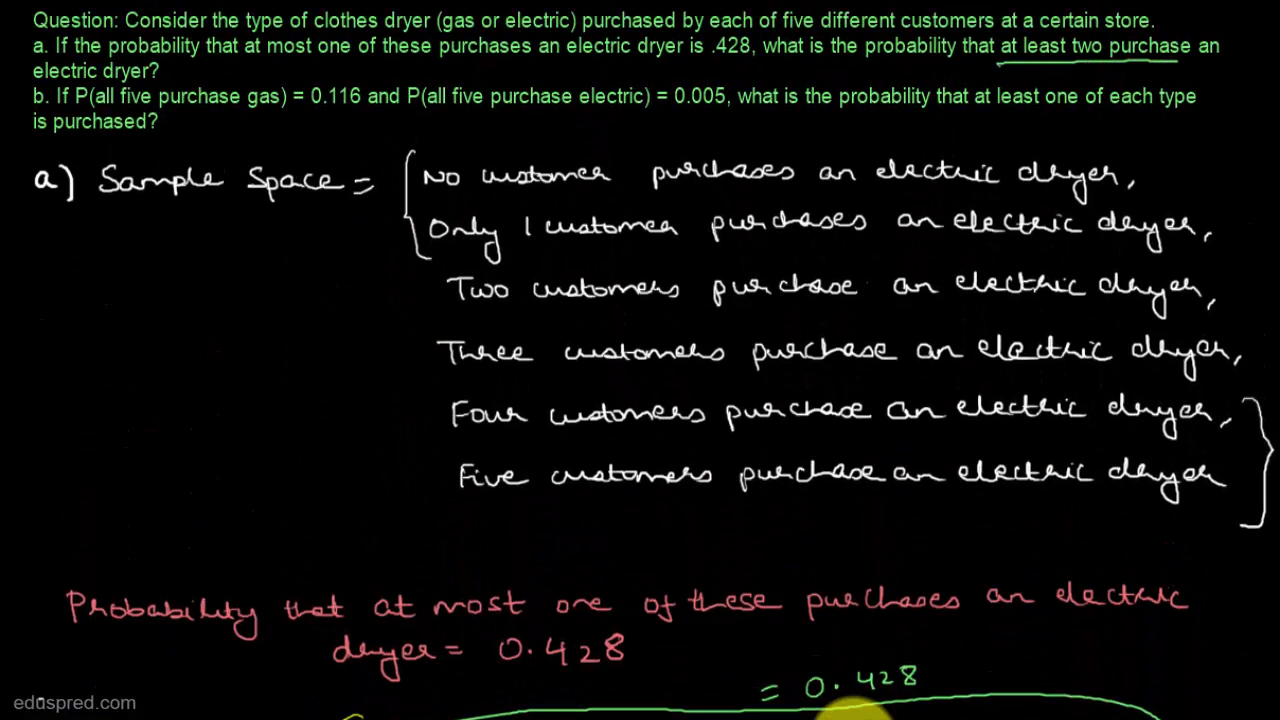 Question: Consider the type of clothes dryer (gas or electric) purchased by each of five different customers at a certain store.
a. If the probability that at most one of these purchases an electric dryer is .428, what is the probability that at least two purchase an
electric dryer?
b. If P(all five purchase gas) = 0.116 and P(all five purchase electric) = 0.005, what is the probability that at least one of each type
is purchased?
a) Sample Space = { No customer purchases an electric dryer,
Only 1 customer purchases an electric dryer,
Two customers purchase an electric dryer,
Three customers purchase an electric dryer,
Four customers purchase an electric dryer,
Five customers purchase an electric dryer }
Probability that at most one of these purchases an electric
dryer = 0.428
= 0.428
eduspred.com